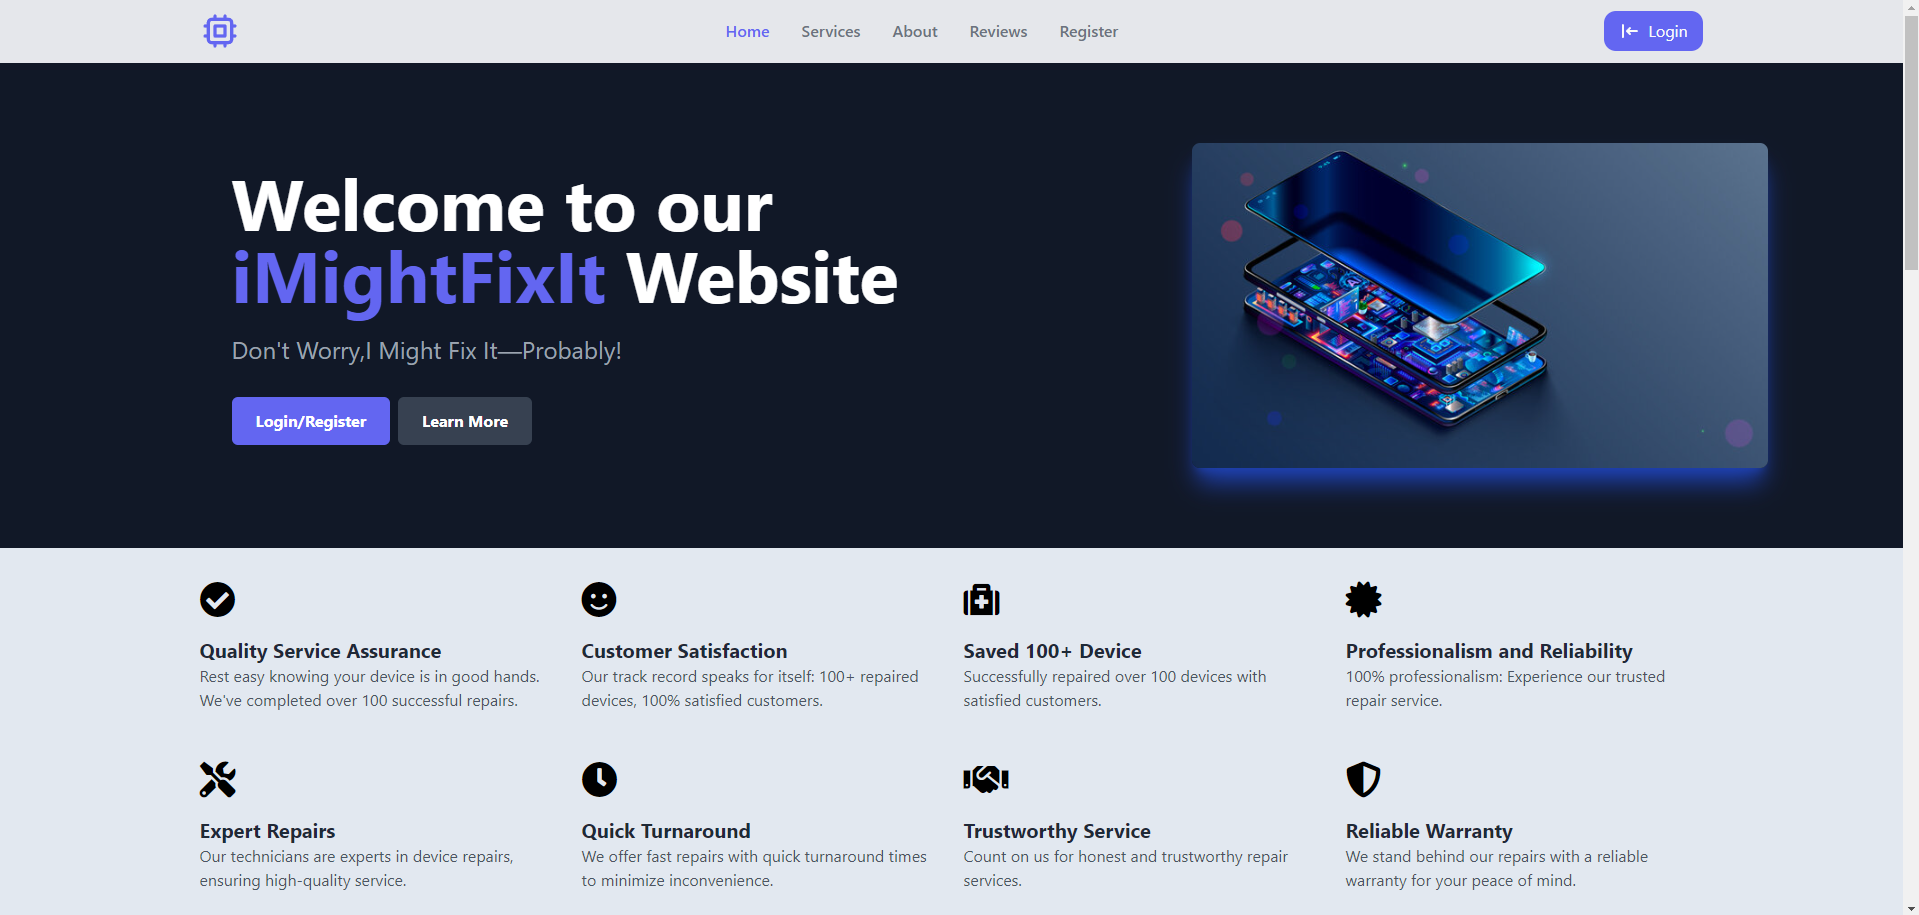 Home Services About Reviews Register Login
Welcome to our
iMightFixIt Website
Don't Worry,I Might Fix It—Probably!
Login/Register Learn More
Quality Service Assurance
Rest easy knowing your device is in good hands.
We've completed over 100 successful repairs.
Customer Satisfaction
Our track record speaks for itself: 100+ repaired
devices, 100% satisfied customers.
Saved 100+ Device
Successfully repaired over 100 devices with
satisfied customers.
Professionalism and Reliability
100% professionalism: Experience our trusted
repair service.
Expert Repairs
Our technicians are experts in device repairs,
ensuring high-quality service.
Quick Turnaround
We offer fast repairs with quick turnaround times
to minimize inconvenience.
Trustworthy Service
Count on us for honest and trustworthy repair
services.
Reliable Warranty
We stand behind our repairs with a reliable
warranty for your peace of mind.